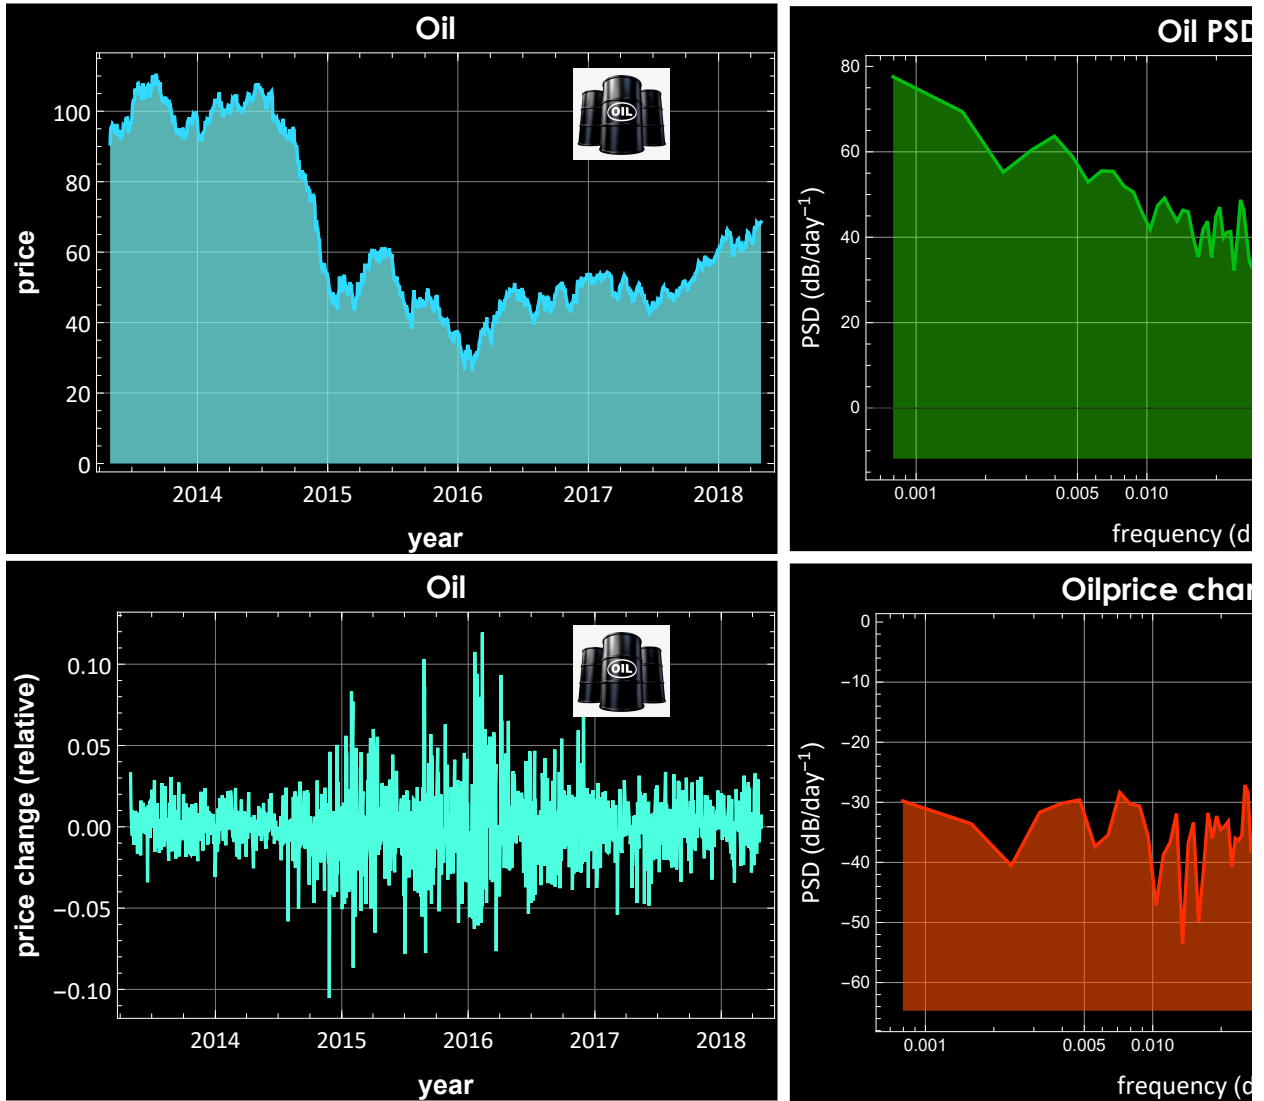 Oil
OIL
price
100
80
60
40
20
0
2014 2015 2016 2017 2018
year
Oil PSD
PSD (dB/day⁻¹)
80
60
40
20
0
0.001 0.005 0.010
frequency (d
Oil
OIL
price change (relative)
0.10
0.05
0.00
−0.05
−0.10
2014 2015 2016 2017 2018
year
Oilprice char
PSD (dB/day⁻¹)
0
−10
−20
−30
−40
−50
−60
0.001 0.005 0.010
frequency (d